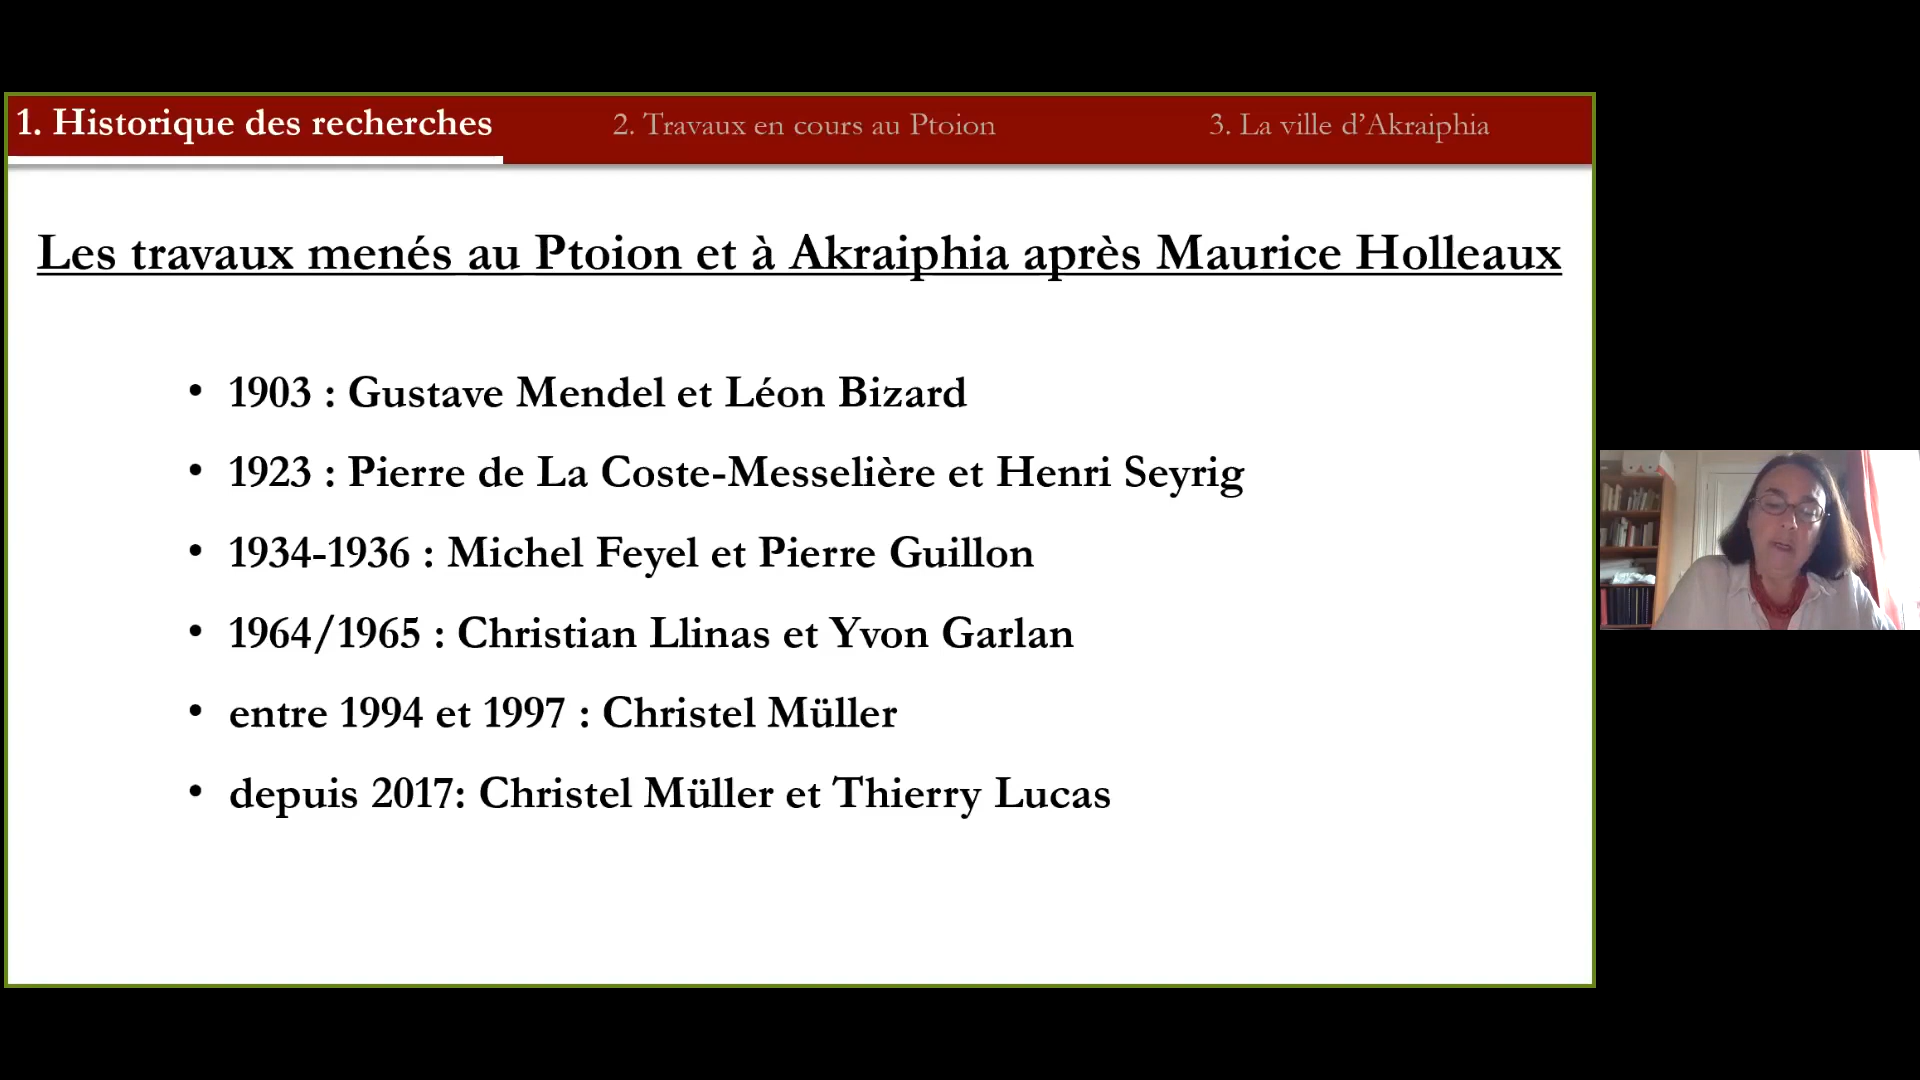 1. Historique des recherches
2. Travaux en cours au Ptoion
3. La ville d’Akraiphia
Les travaux menés au Ptoion et à Akraiphia après Maurice Holleaux
• 1903 : Gustave Mendel et Léon Bizard
• 1923 : Pierre de La Coste-Messelière et Henri Seyrig
• 1934-1936 : Michel Feyel et Pierre Guillon
• 1964/1965 : Christian Llinas et Yvon Garlan
• entre 1994 et 1997 : Christel Müller
• depuis 2017: Christel Müller et Thierry Lucas